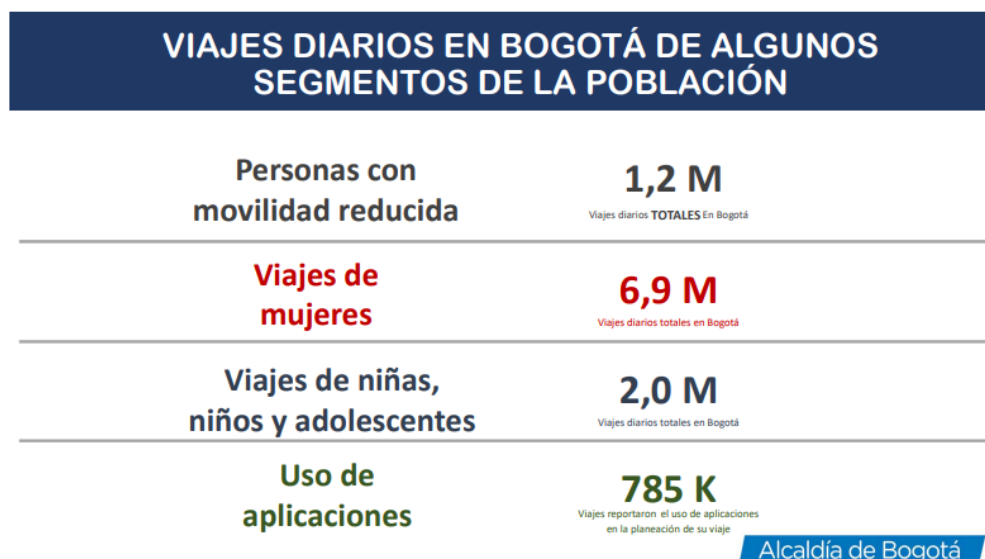 VIAJES DIARIOS EN BOGOTÁ DE ALGUNOS
SEGMENTOS DE LA POBLACIÓN
Personas con
movilidad reducida
1,2 M
Viajes diarios TOTALES En Bogotá
Viajes de
mujeres
6,9 M
Viajes diarios totales en Bogotá
Viajes de niñas,
niños y adolescentes
2,0 M
Viajes diarios totales en Bogotá
Uso de
aplicaciones
785 K
Viajes reportaron el uso de aplicaciones
en la planeación de su viaje
Alcaldía de Bogotá